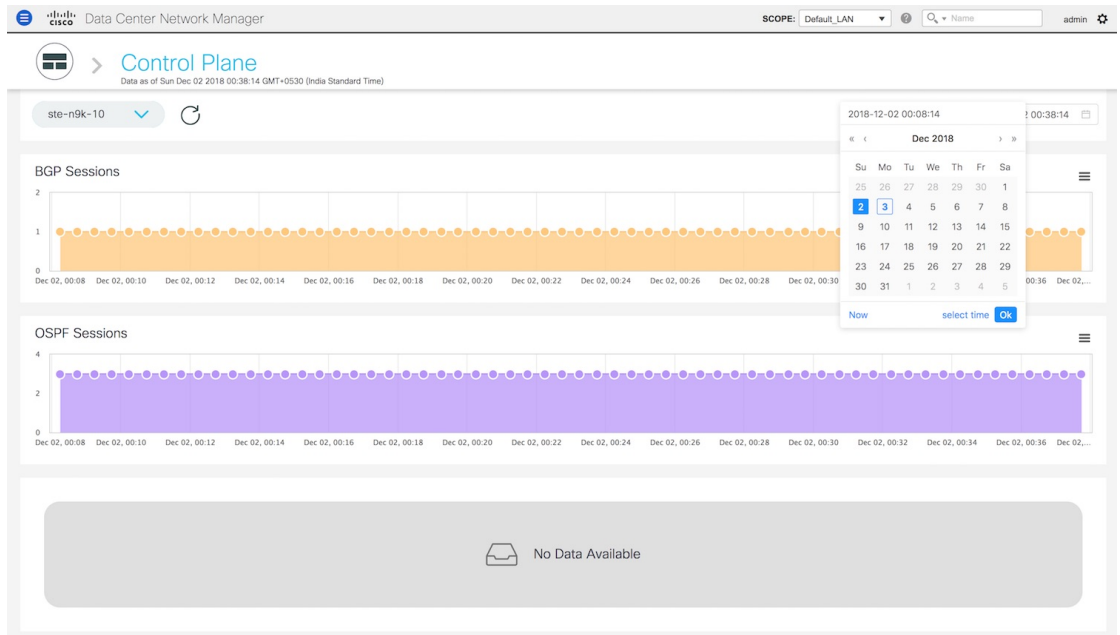 cisco Data Center Network Manager SCOPE: Default_LAN ▼ ? Name admin
Control Plane
Data as of Sun Dec 02 2018 00:38:14 GMT+0530 (India Standard Time)
ste-n9k-10
2018-12-02 00:08:14
2 00:38:14
« ‹ Dec 2018 › »
Su Mo Tu We Th Fr Sa
25 26 27 28 29 30 1
2 3 4 5 6 7 8
9 10 11 12 13 14 15
16 17 18 19 20 21 22
23 24 25 26 27 28 29
30 31 1 2 3 4 5
Now select time Ok
BGP Sessions
2
1
0
Dec 02, 00:08 Dec 02, 00:10 Dec 02, 00:12 Dec 02, 00:14 Dec 02, 00:16 Dec 02, 00:18 Dec 02, 00:20 Dec 02, 00:22 Dec 02, 00:24 Dec 02, 00:26 Dec 02, 00:28 Dec 02, 00:30 00:36 Dec 02,...
OSPF Sessions
4
2
0
Dec 02, 00:08 Dec 02, 00:10 Dec 02, 00:12 Dec 02, 00:14 Dec 02, 00:16 Dec 02, 00:18 Dec 02, 00:20 Dec 02, 00:22 Dec 02, 00:24 Dec 02, 00:26 Dec 02, 00:28 Dec 02, 00:30 Dec 02, 00:32 Dec 02, 00:34 Dec 02, 00:36 Dec 02,...
No Data Available